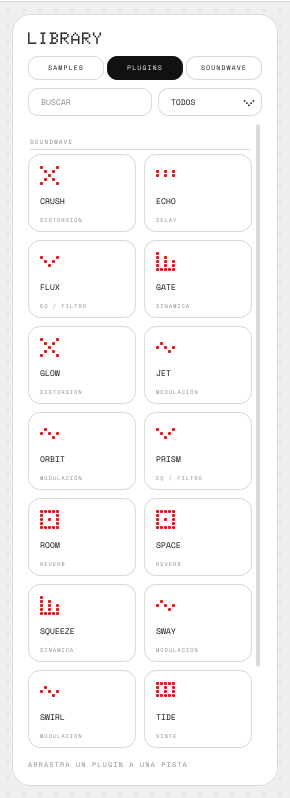 LIBRARY
SAMPLES PLUGINS SOUNDWAVE
BUSCAR TODOS
SOUNDWAVE
CRUSH ECHO
DISTORSIÓN DELAY
FLUX GATE
EQ / FILTRO DINÁMICA
GLOW JET
DISTORSIÓN MODULACIÓN
ORBIT PRISM
MODULACIÓN EQ / FILTRO
ROOM SPACE
REVERB REVERB
SQUEEZE SWAY
DINÁMICA MODULACIÓN
SWIRL TIDE
MODULACIÓN SINTE
ARRASTRA UN PLUGIN A UNA PISTA